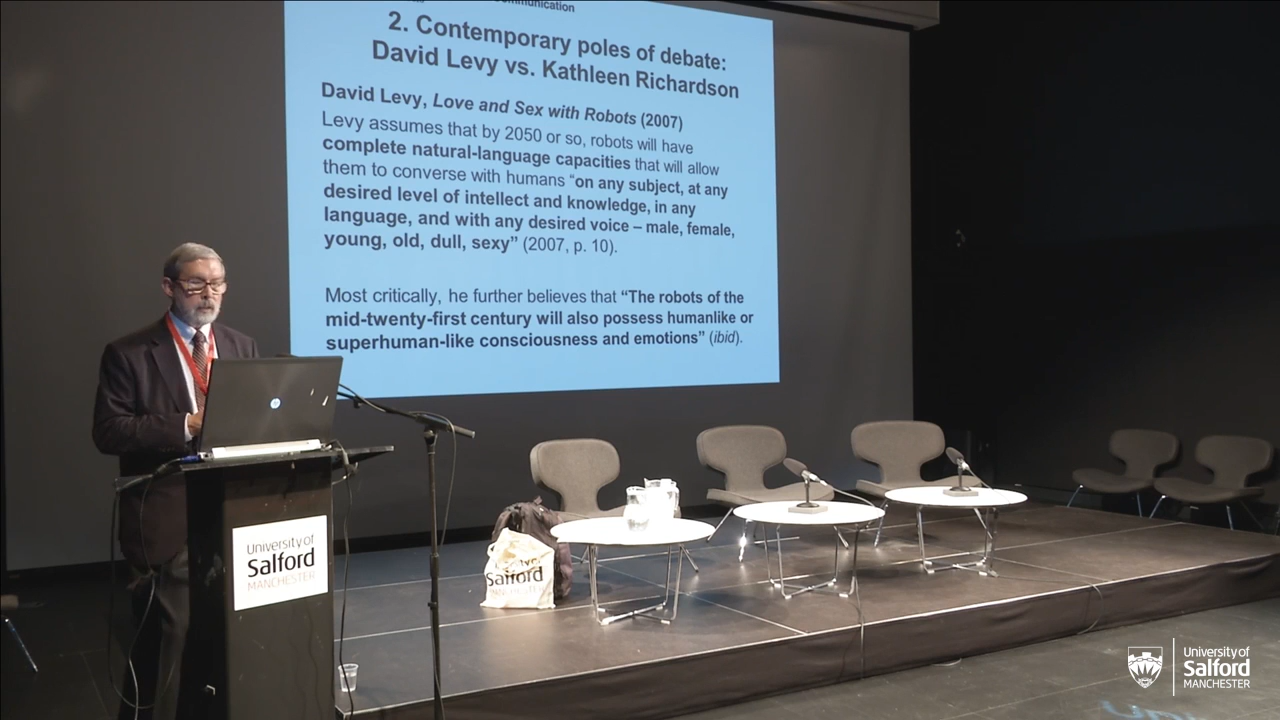 2. Contemporary poles of debate:
David Levy vs. Kathleen Richardson
David Levy, Love and Sex with Robots (2007)
Levy assumes that by 2050 or so, robots will have
complete natural-language capacities that will allow
them to converse with humans “on any subject, at any
desired level of intellect and knowledge, in any
language, and with any desired voice – male, female,
young, old, dull, sexy” (2007, p. 10).
Most critically, he further believes that “The robots of the
mid-twenty-first century will also possess humanlike or
superhuman-like consciousness and emotions” (ibid).
University of
Salford
MANCHESTER
Salford
MANCHESTER
University of
Salford
MANCHESTER